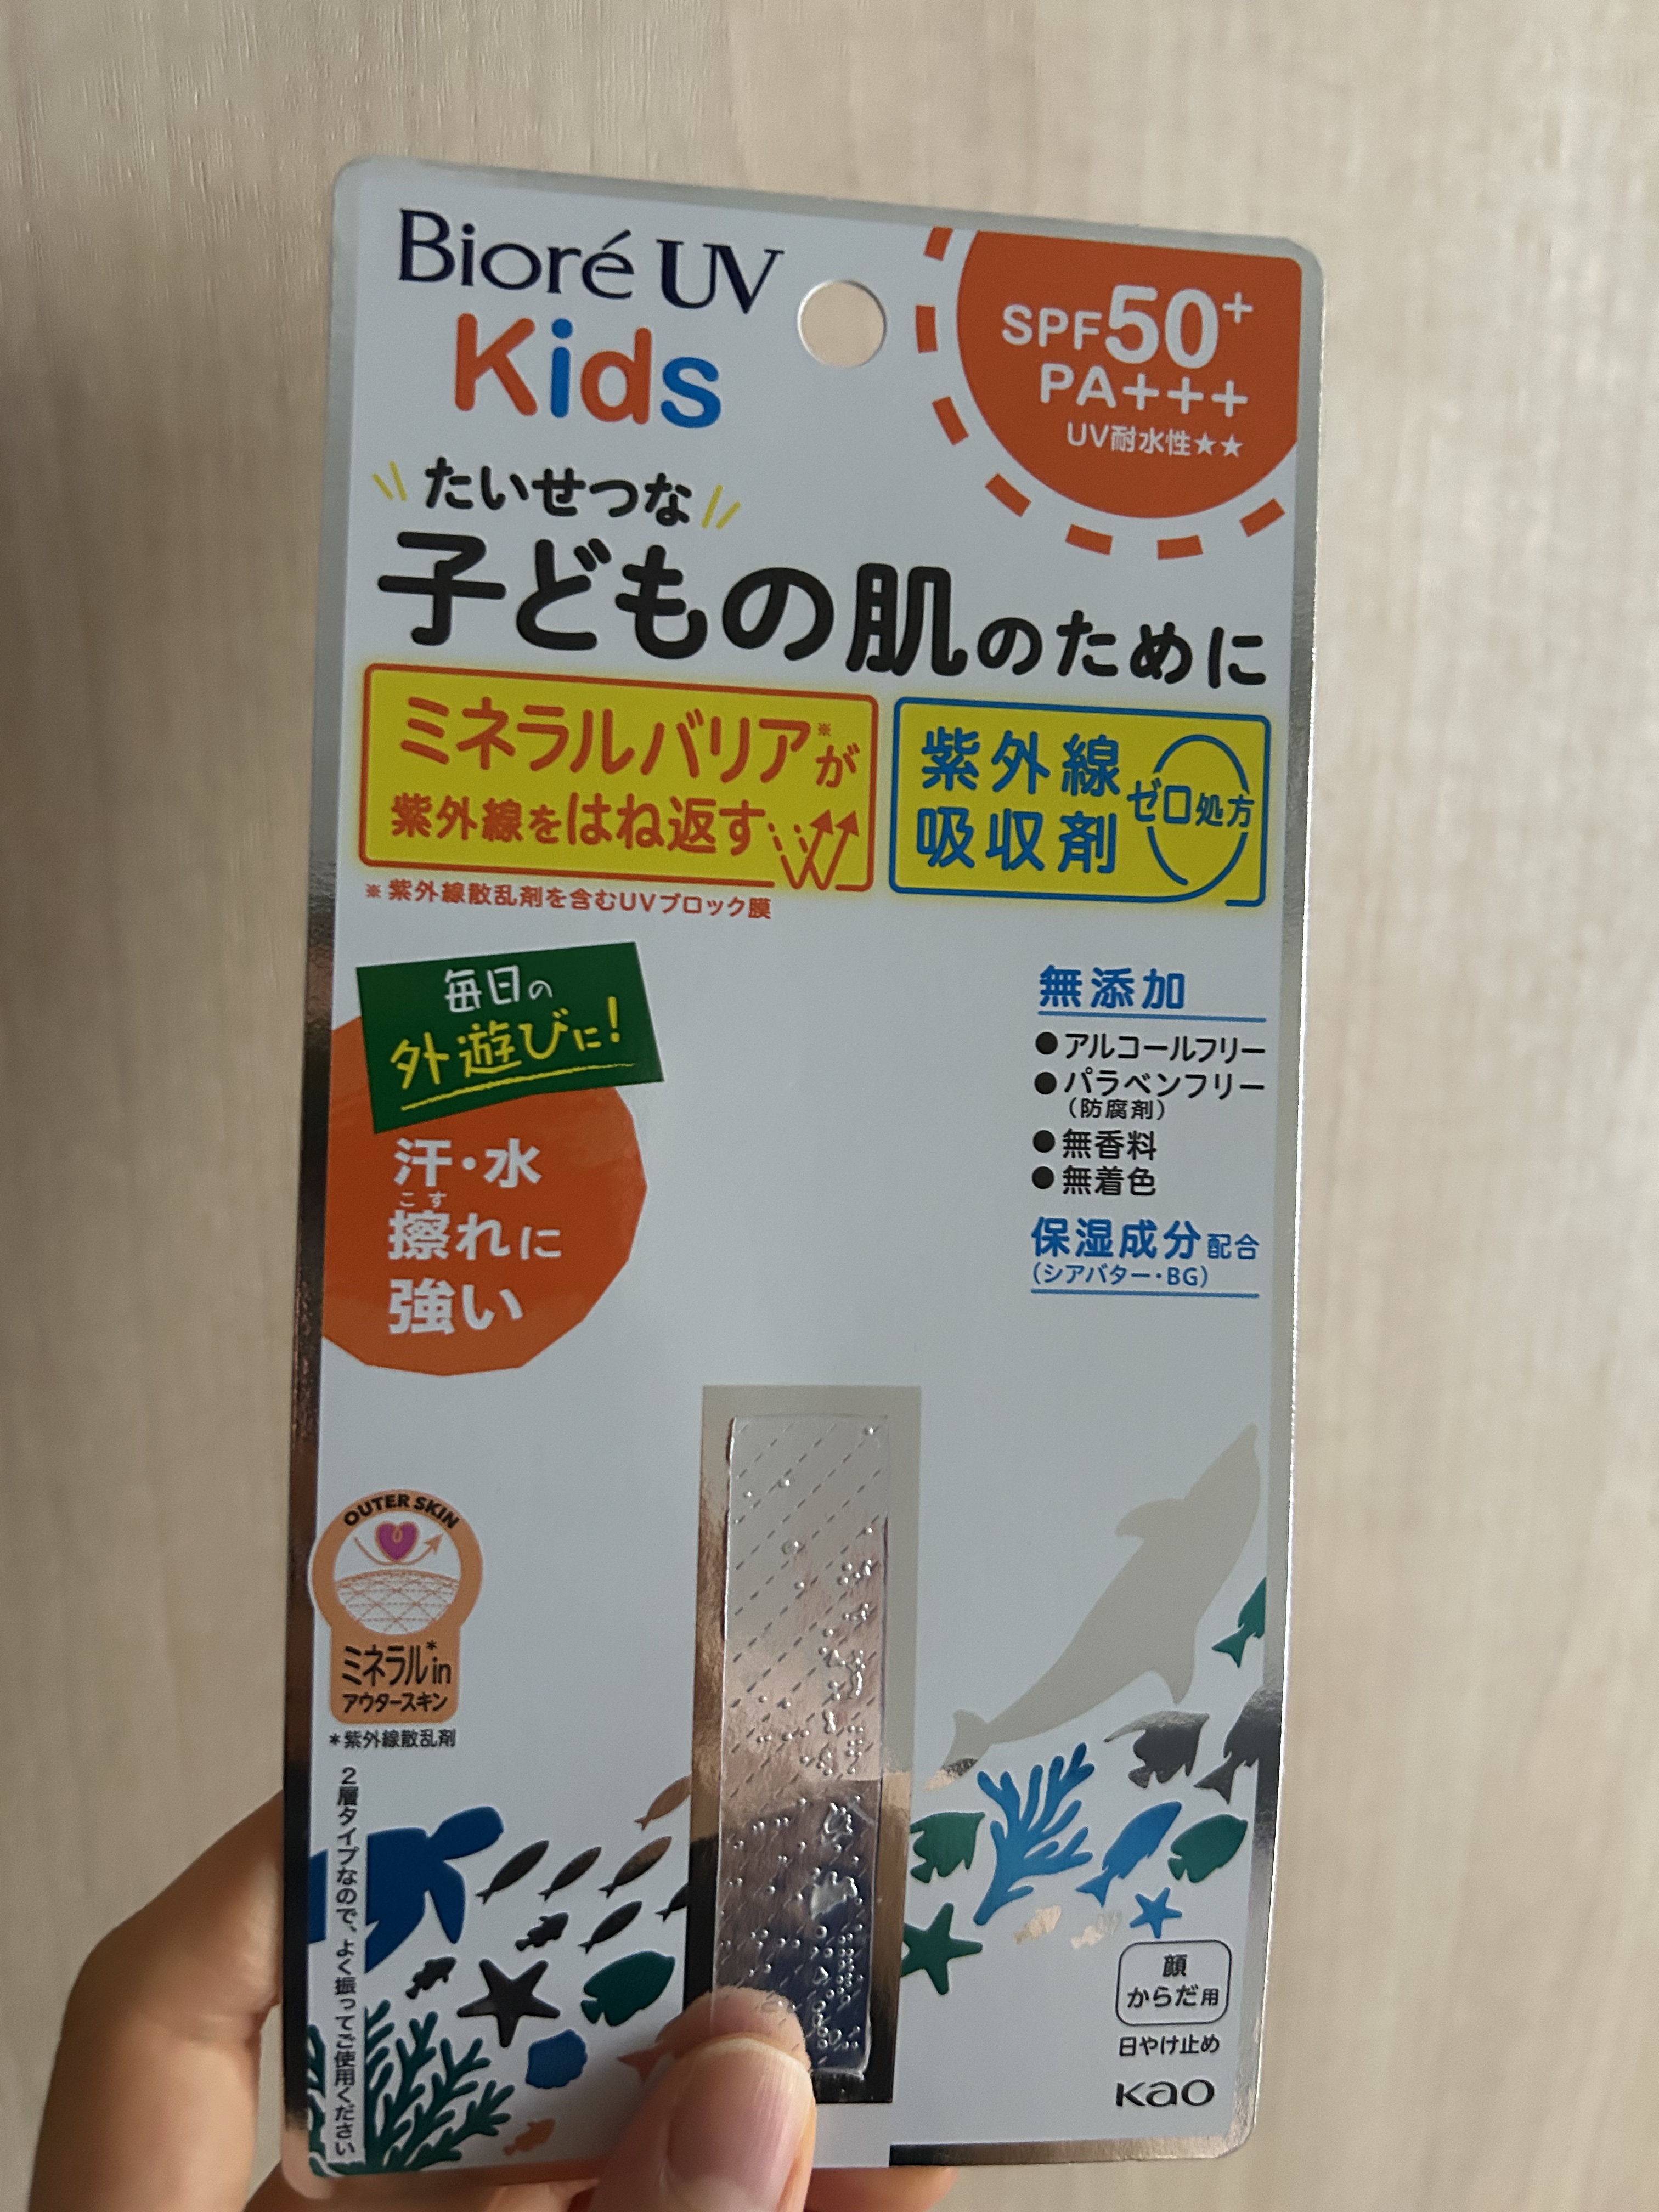 Bioré UV
Kids
SPF50+
PA+++
UV耐水性★★
たいせつな
子どもの肌のために
ミネラルバリア※が
紫外線をはね返す
紫外線
吸収剤
ゼロ処方
※紫外線散乱剤を含むUVブロック膜
毎日の
外遊びに!
汗・水
こす
擦れに
強い
無添加
●アルコールフリー
●パラベンフリー
(防腐剤)
●無香料
●無着色
保湿成分配合
(シアバター・BG)
OUTER SKIN
ミネラル*in
アウタースキン
*紫外線散乱剤
2層タイプなので、よく振ってご使用ください
顔
からだ用
日やけ止め
Kao